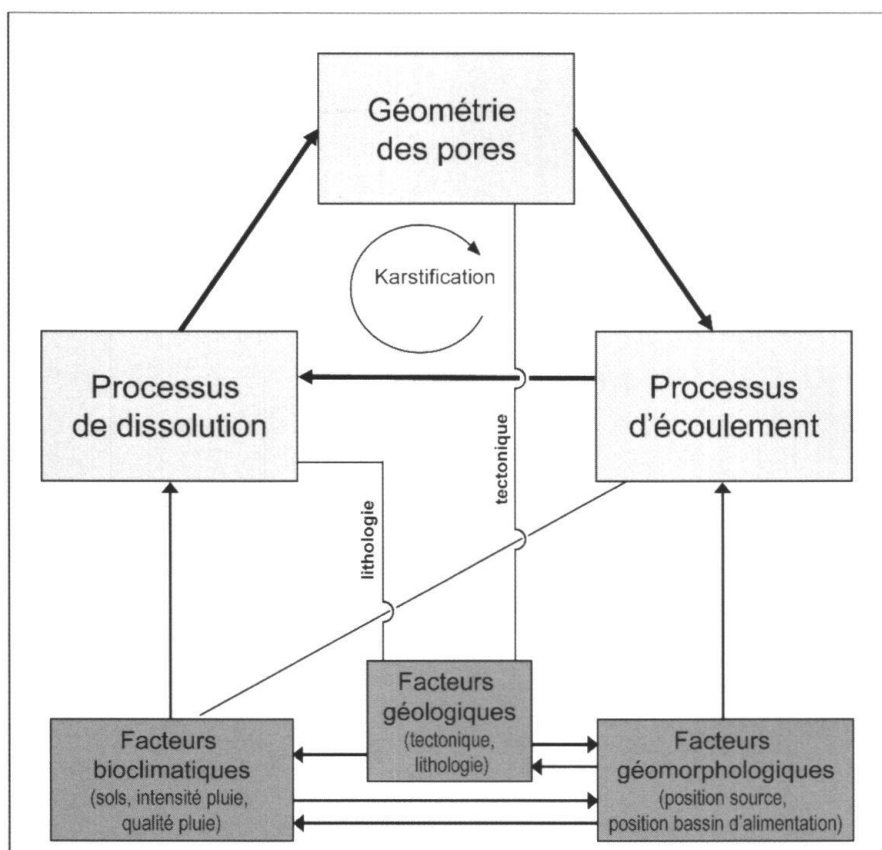 Géométrie
des pores
Karstification
Processus
de dissolution
Processus
d'écoulement
tectonique
lithologie
Facteurs
géologiques
(tectonique,
lithologie)
Facteurs
bioclimatiques
(sols, intensité pluie,
qualité pluie)
Facteurs
géomorphologiques
(position source,
position bassin d'alimentation)